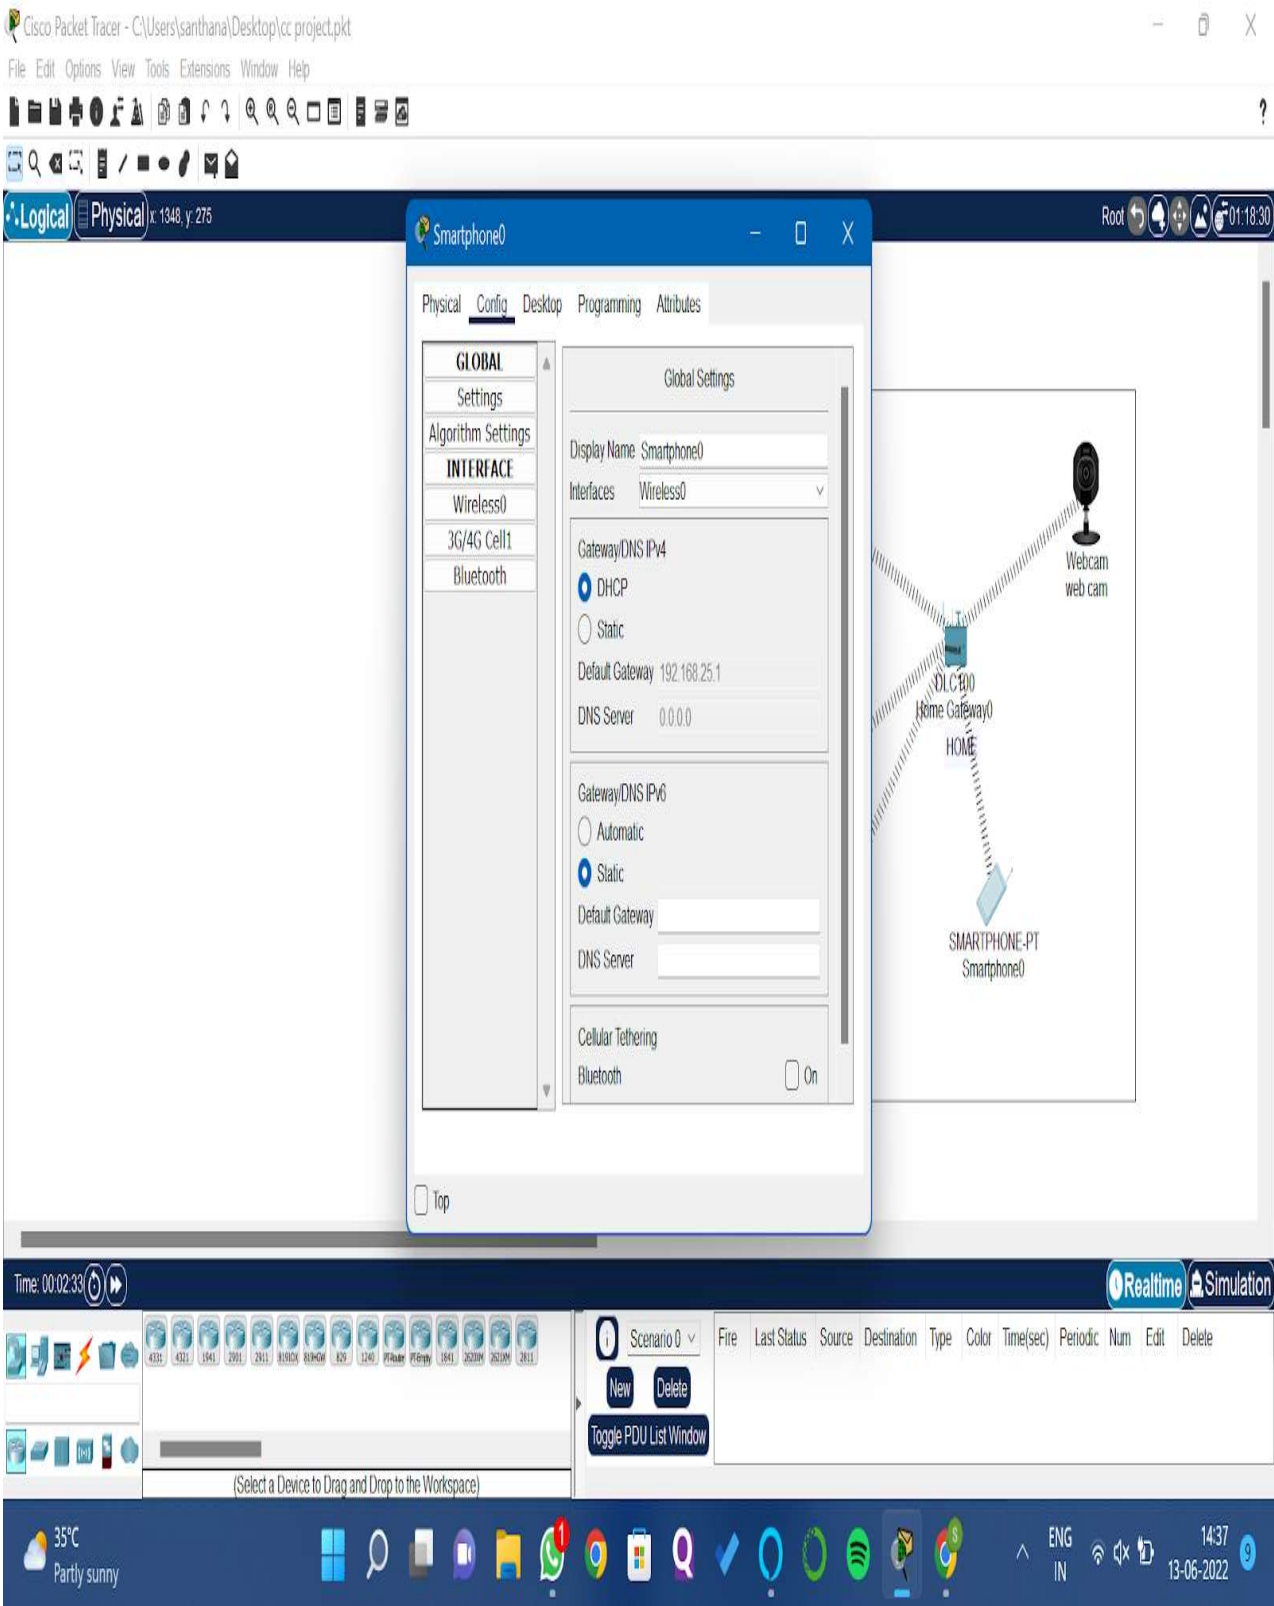 Cisco Packet Tracer - C:\Users\santhana\Desktop\cc project.pkt
File Edit Options View Tools Extensions Window Help
?
Logical Physical x: 1348, y: 275 Root 01:18:30
Smartphone0
Physical Config Desktop Programming Attributes
GLOBAL
Settings
Algorithm Settings
INTERFACE
Wireless0
3G/4G Cell1
Bluetooth
Global Settings
Display Name Smartphone0
Interfaces Wireless0
Gateway/DNS IPv4
DHCP
Static
Default Gateway 192.168.25.1
DNS Server 0.0.0.0
Gateway/DNS IPv6
Automatic
Static
Default Gateway
DNS Server
Cellular Tethering
Bluetooth On
Top
Webcam
web cam
DLC100
Home Gateway0
HOME
SMARTPHONE-PT
Smartphone0
Time: 00:02:33 Realtime Simulation
4331 4321 1941 2901 2911 819IOX 819HGW 829 1240 PT-Router PT-Empty 1841 2620XM 2621XM 2811
(Select a Device to Drag and Drop to the Workspace)
Scenario 0 Fire Last Status Source Destination Type Color Time(sec) Periodic Num Edit Delete
New Delete
Toggle PDU List Window
35°C
Partly sunny
1
S
ENG
IN
14:37
13-06-2022
9